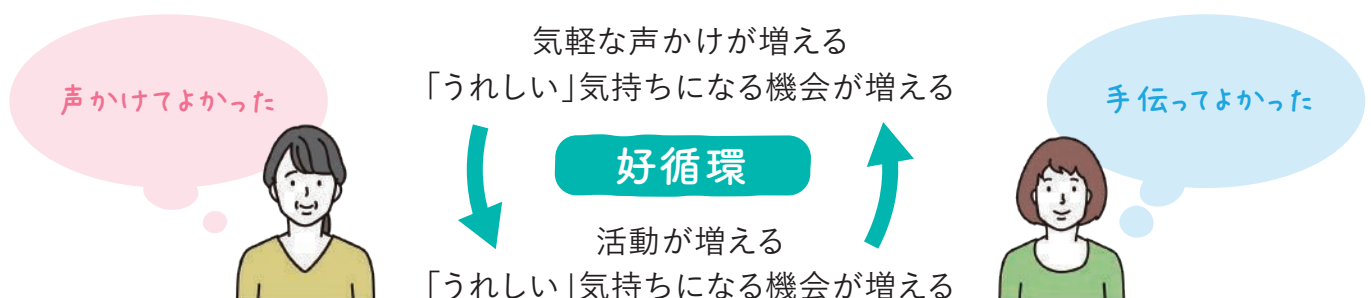 気軽な声かけが増える
「うれしい」気持ちになる機会が増える
声かけてよかった
手伝ってよかった
好循環
活動が増える
「うれしい」気持ちになる機会が増える